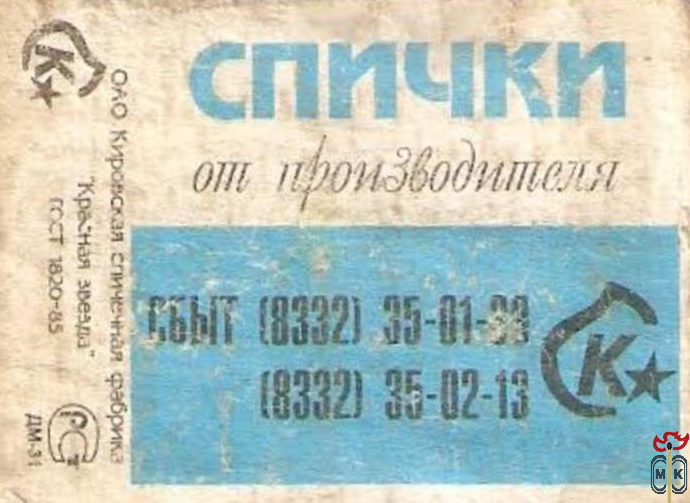 СПИЧКИ
от производителя
СБЫТ (8332) 35-01-
(8332) 35-02-13
К
К
ОАО Кировская спичечная фабрика
"Красная звезда"
ГОСТ 1820-85
РСТ
ДМ-31
М К